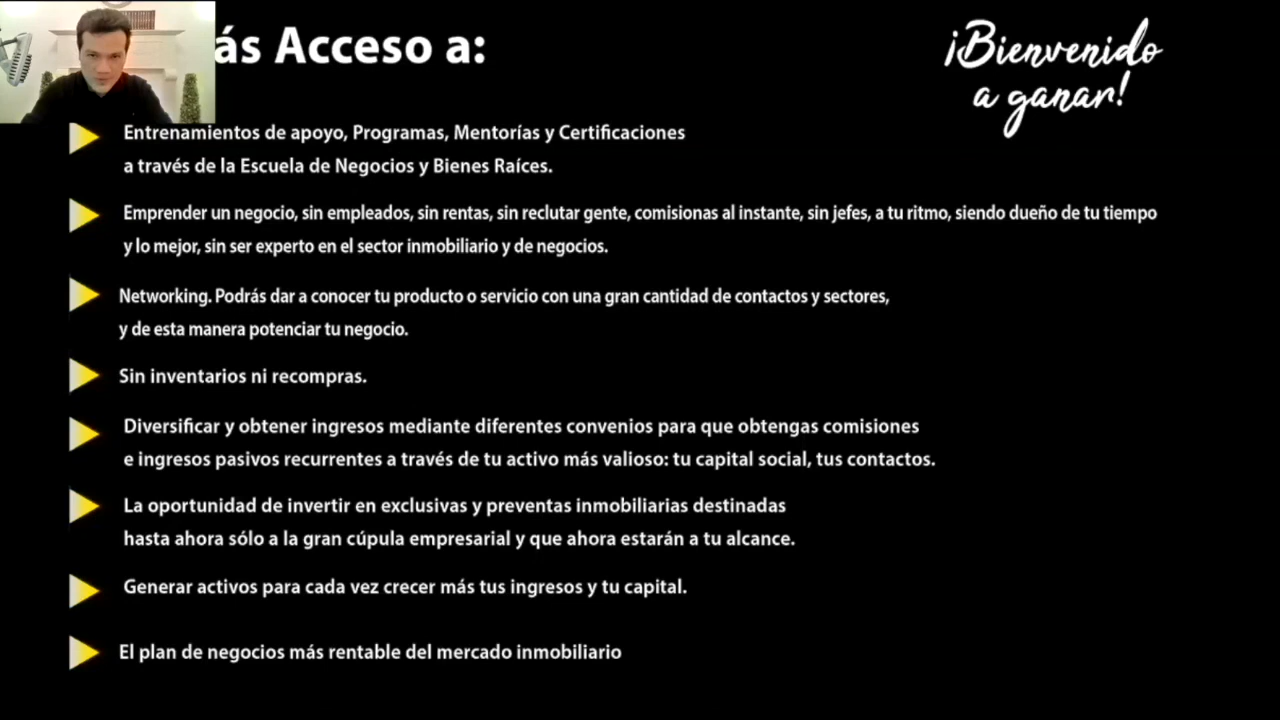 ás Acceso a:
¡Bienvenido
a ganar!
Entrenamientos de apoyo, Programas, Mentorías y Certificaciones
a través de la Escuela de Negocios y Bienes Raíces.
Emprender un negocio, sin empleados, sin rentas, sin reclutar gente, comisionas al instante, sin jefes, a tu ritmo, siendo dueño de tu tiempo
y lo mejor, sin ser experto en el sector inmobiliario y de negocios.
Networking. Podrás dar a conocer tu producto o servicio con una gran cantidad de contactos y sectores,
y de esta manera potenciar tu negocio.
Sin inventarios ni recompras.
Diversificar y obtener ingresos mediante diferentes convenios para que obtengas comisiones
e ingresos pasivos recurrentes a través de tu activo más valioso: tu capital social, tus contactos.
La oportunidad de invertir en exclusivas y preventas inmobiliarias destinadas
hasta ahora sólo a la gran cúpula empresarial y que ahora estarán a tu alcance.
Generar activos para cada vez crecer más tus ingresos y tu capital.
El plan de negocios más rentable del mercado inmobiliario